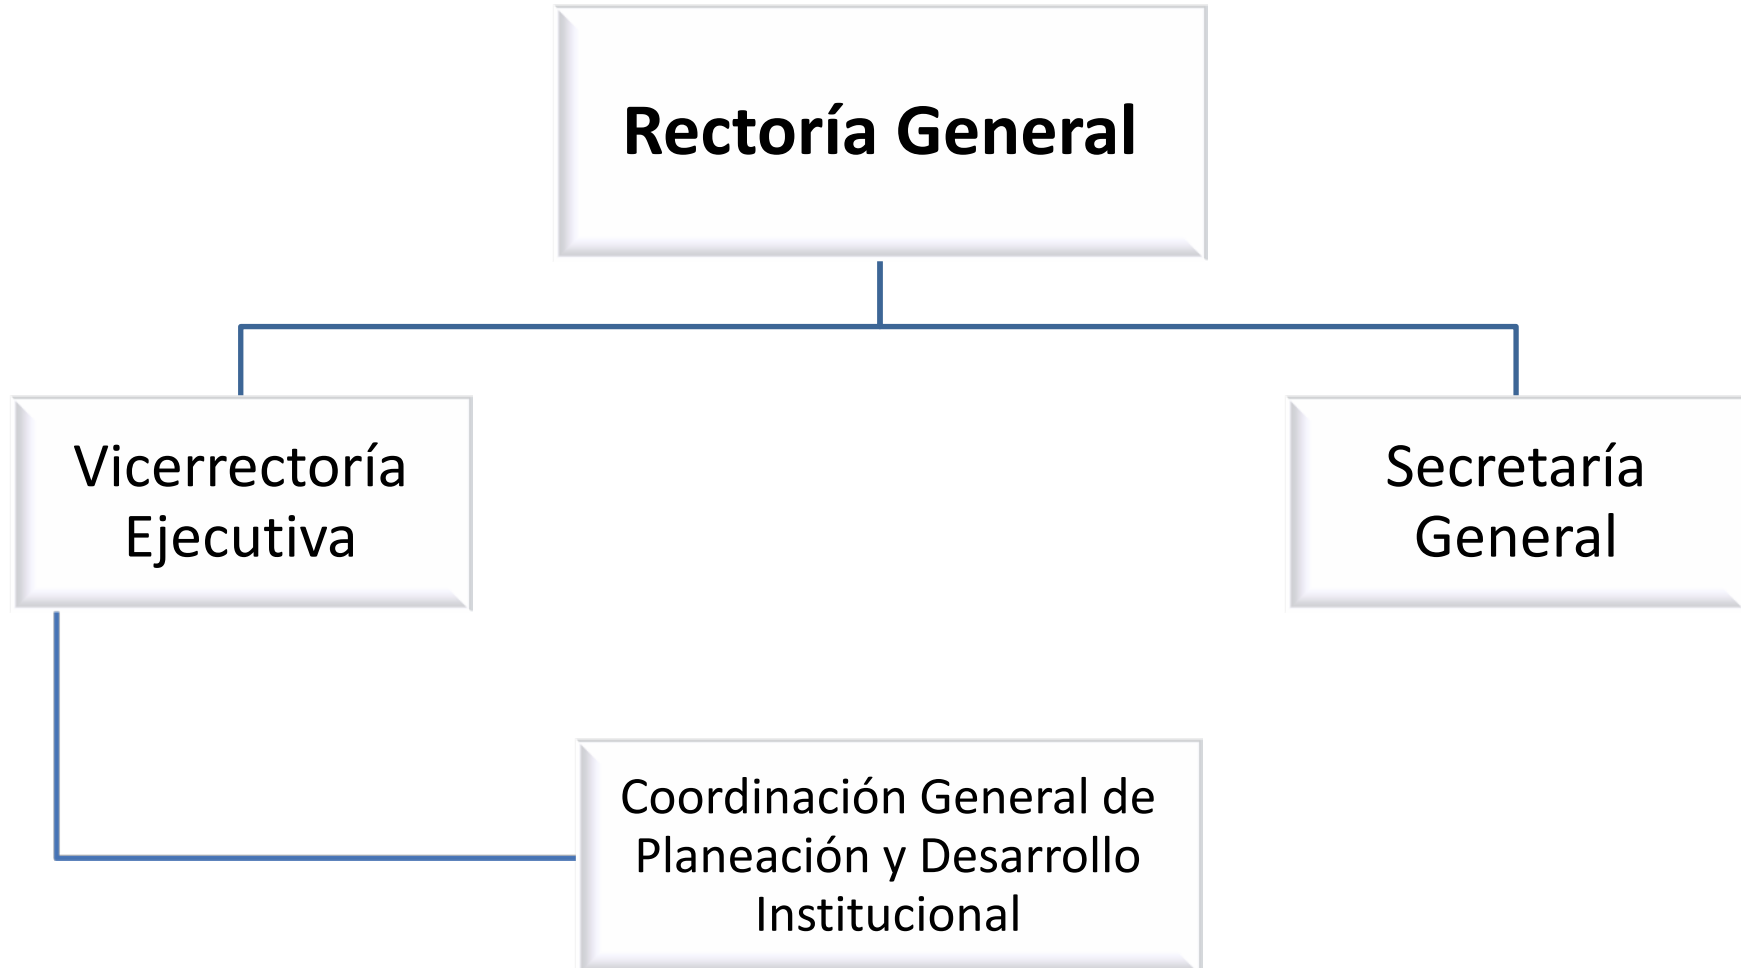 Rectoría General
Vicerrectoría
Ejecutiva
Secretaría
General
Coordinación General de
Planeación y Desarrollo
Institucional